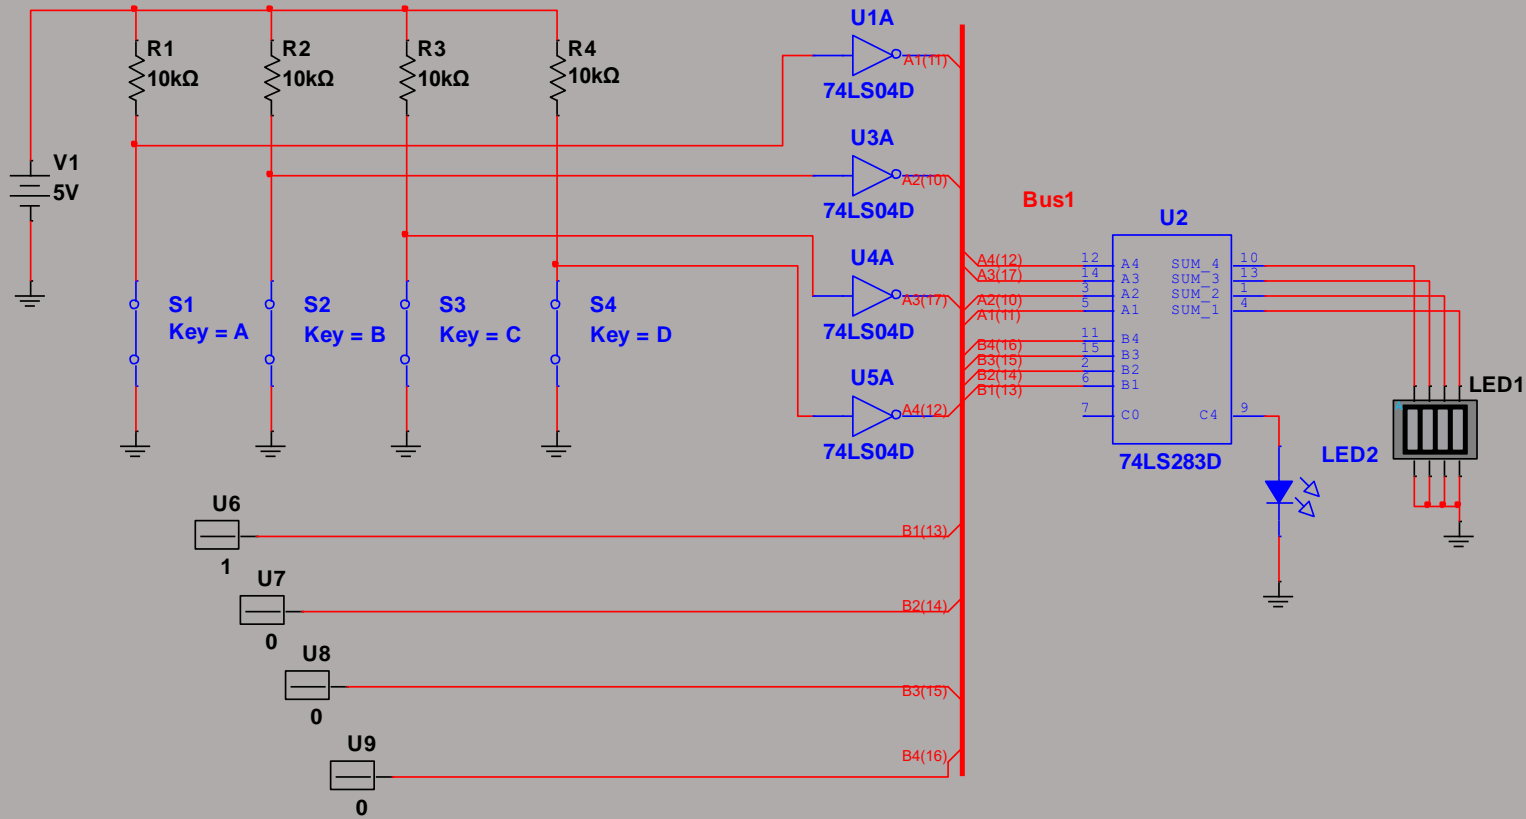 R1
10kΩ
R2
10kΩ
R3
10kΩ
R4
10kΩ
V1
5V
S1
Key = A
S2
Key = B
S3
Key = C
S4
Key = D
U1A
74LS04D
A1(11)
U3A
74LS04D
A2(10)
U4A
74LS04D
A3(17)
U5A
74LS04D
A4(12)
Bus1
U2
A4(12) 12 A4 SUM_4 10
A3(17) 14 A3 SUM_3 13
A2(10) 3 A2 SUM_2 1
A1(11) 5 A1 SUM_1 4
B4(16) 11 B4
B3(15) 15 B3
B2(14) 2 B2
B1(13) 6 B1
7 C0 C4 9
74LS283D
LED1
LED2
U6
1
B1(13)
U7
0
B2(14)
U8
0
B3(15)
U9
0
B4(16)